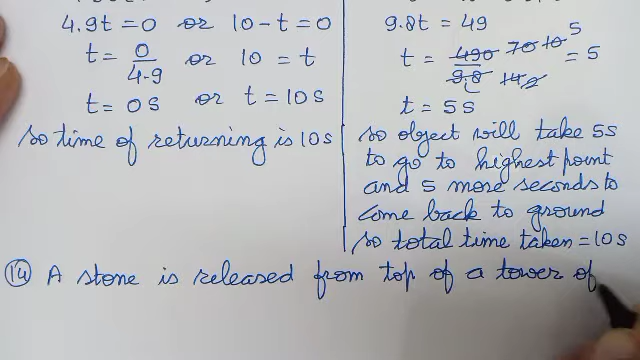 4.9t = 0 or 10 - t = 0
t = 0/4.9 or 10 = t
t = 0s or t = 10s
so time of returning is 10s
9.8t = 49
t = 490/9.8 70 10 5 14 2 = 5
t = 5s
so object will take 5s
to go to highest point
and 5 more seconds to
come back to ground
so total time taken = 10s
14 A stone is released from top of a tower of